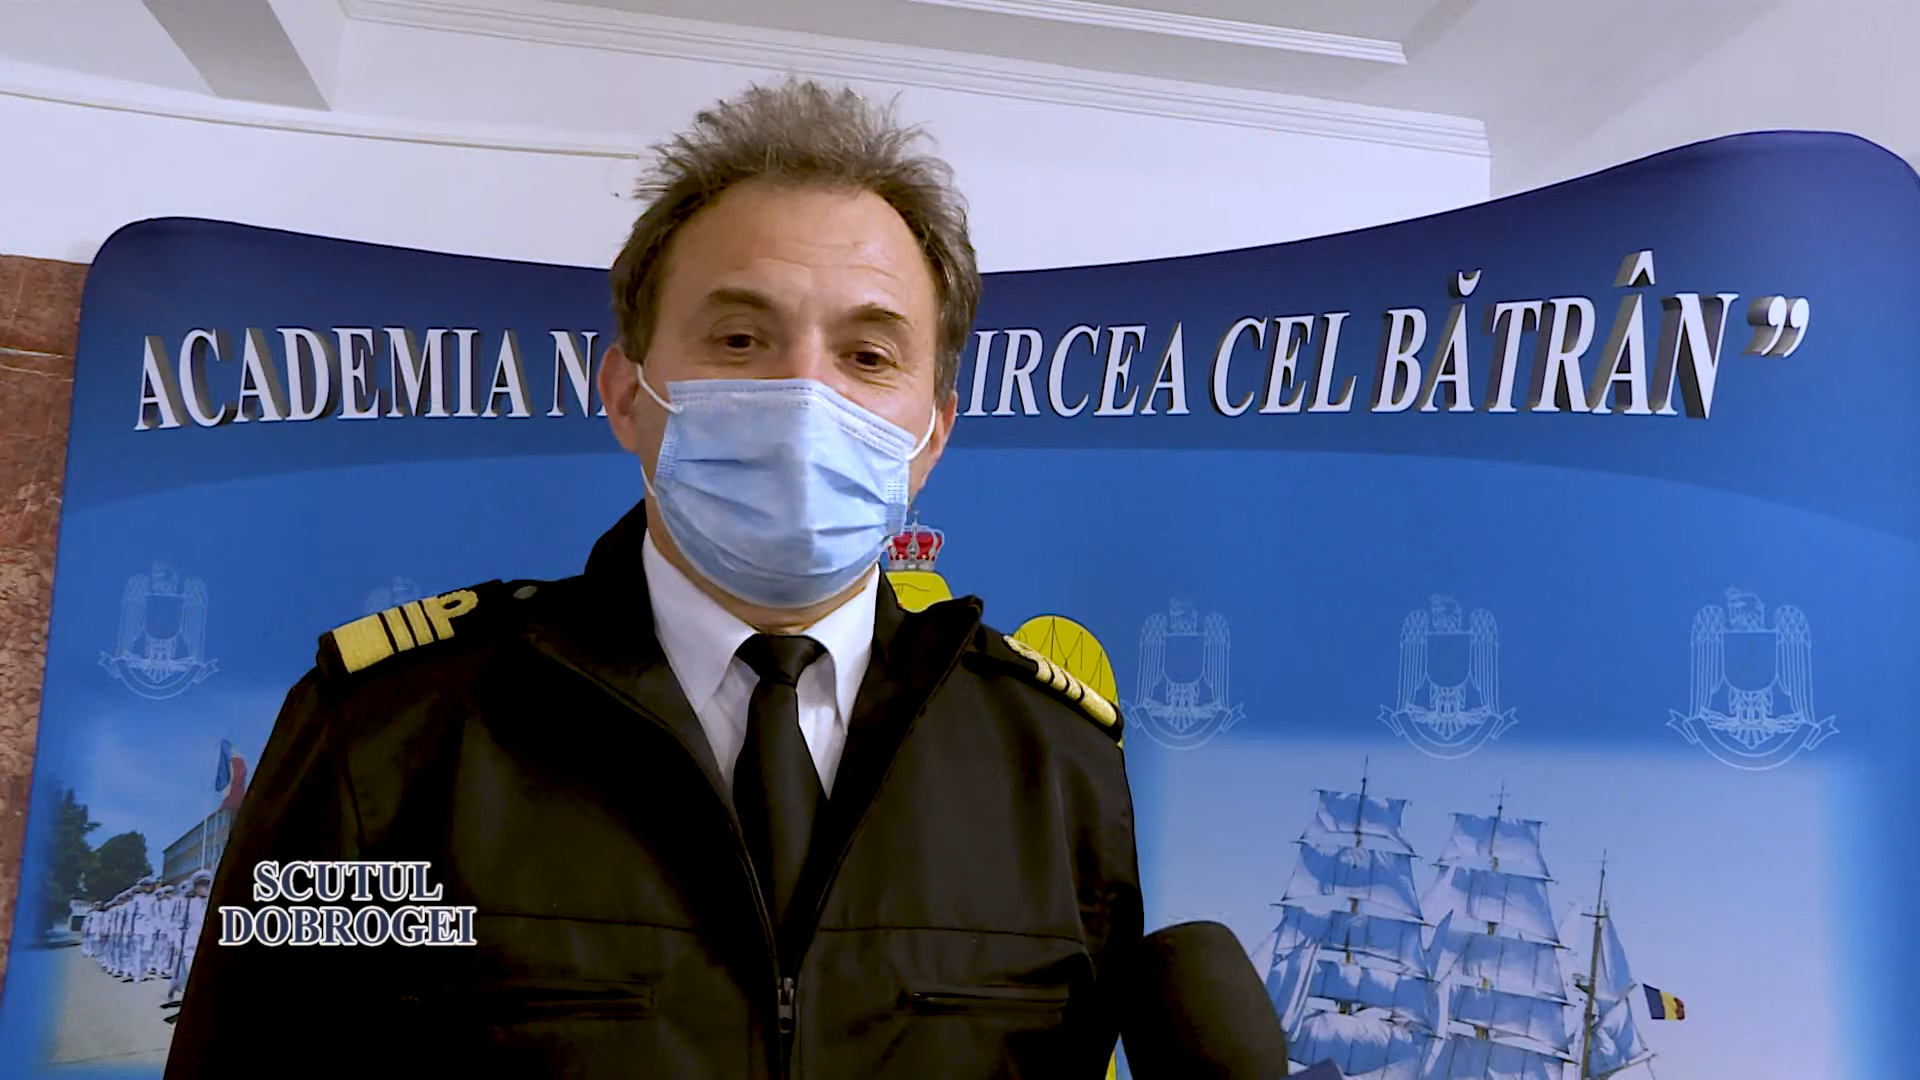 ACADEMIA NA IRCEA CEL BĂTRÂN”
SCUTUL
DOBROGEI